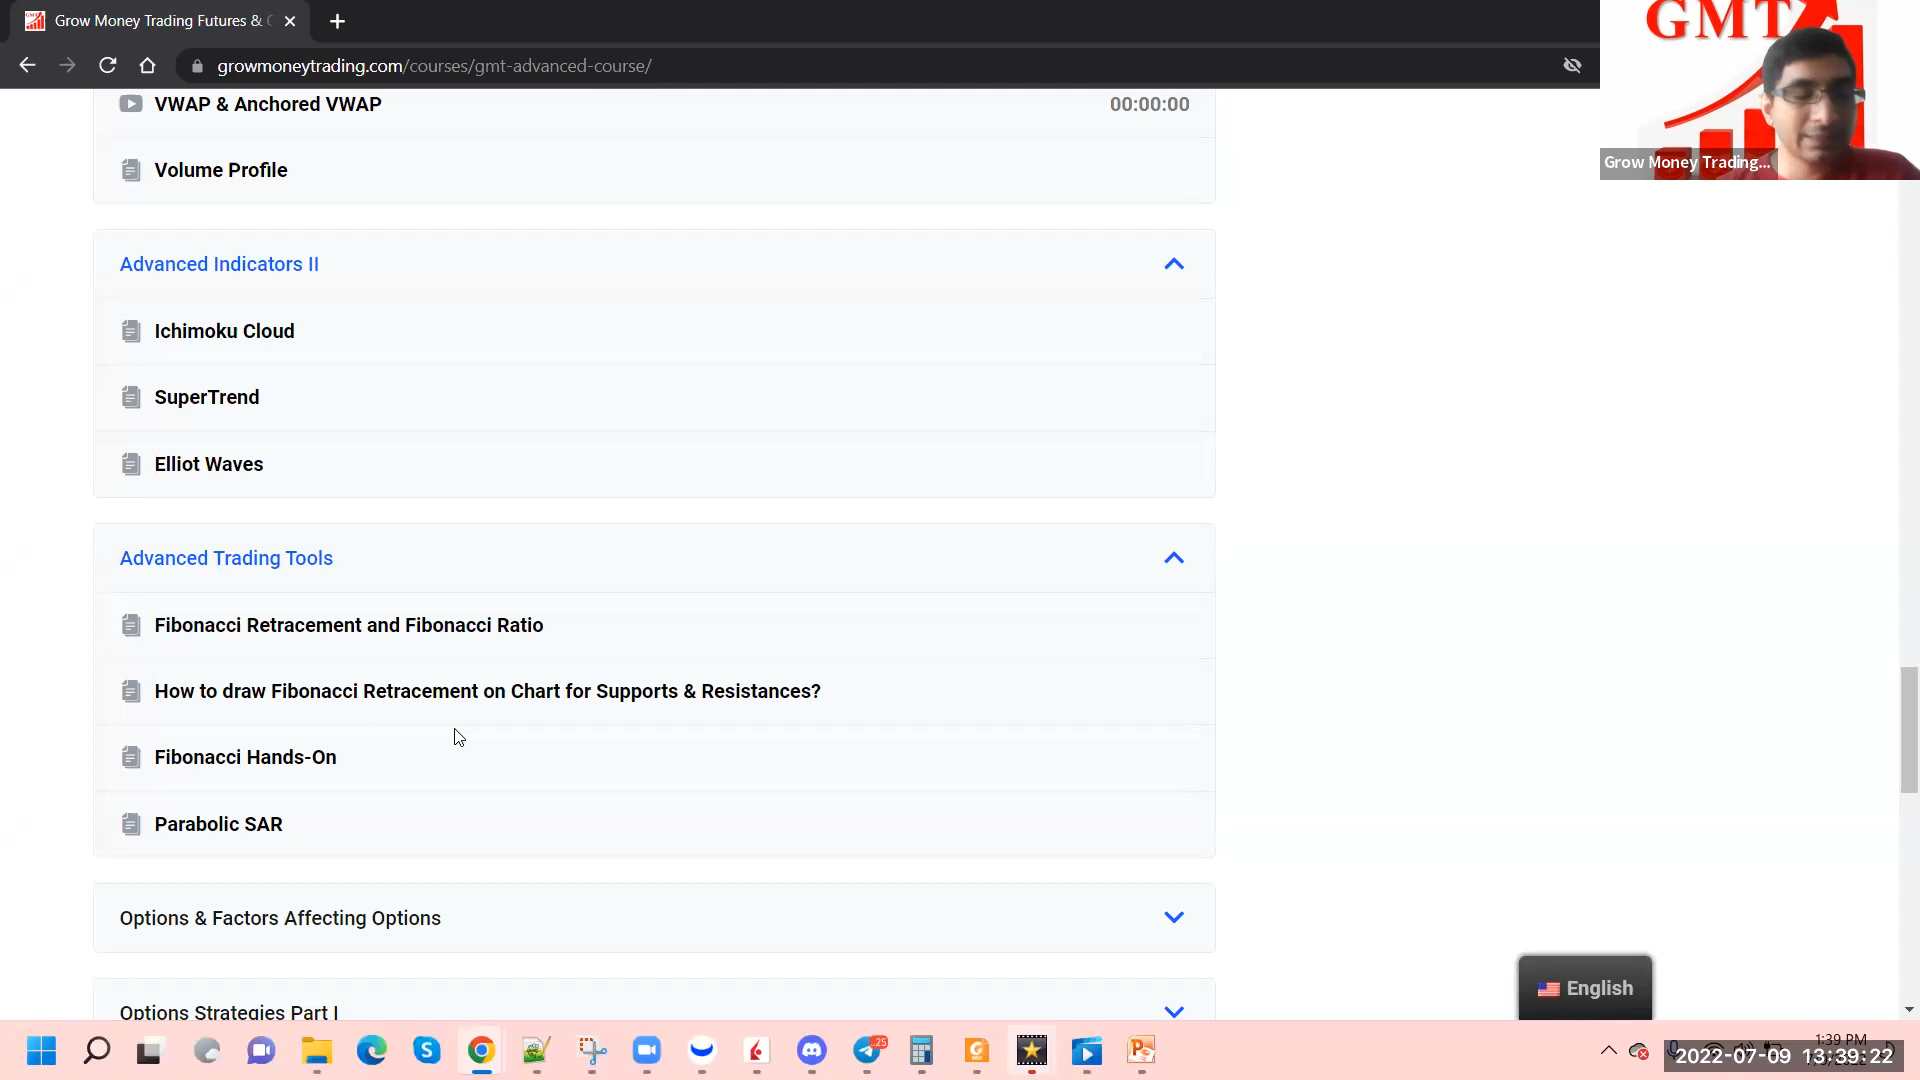 Grow Money Trading Futures &
growmoneytrading.com/courses/gmt-advanced-course/
GMT
Grow Money Trading...
VWAP & Anchored VWAP
00:00:00
Volume Profile
Advanced Indicators II
Ichimoku Cloud
SuperTrend
Elliot Waves
Advanced Trading Tools
Fibonacci Retracement and Fibonacci Ratio
How to draw Fibonacci Retracement on Chart for Supports & Resistances?
Fibonacci Hands-On
Parabolic SAR
Options & Factors Affecting Options
Options Strategies Part I
English
25
1:39 PM
2022-07-09 13:39:22